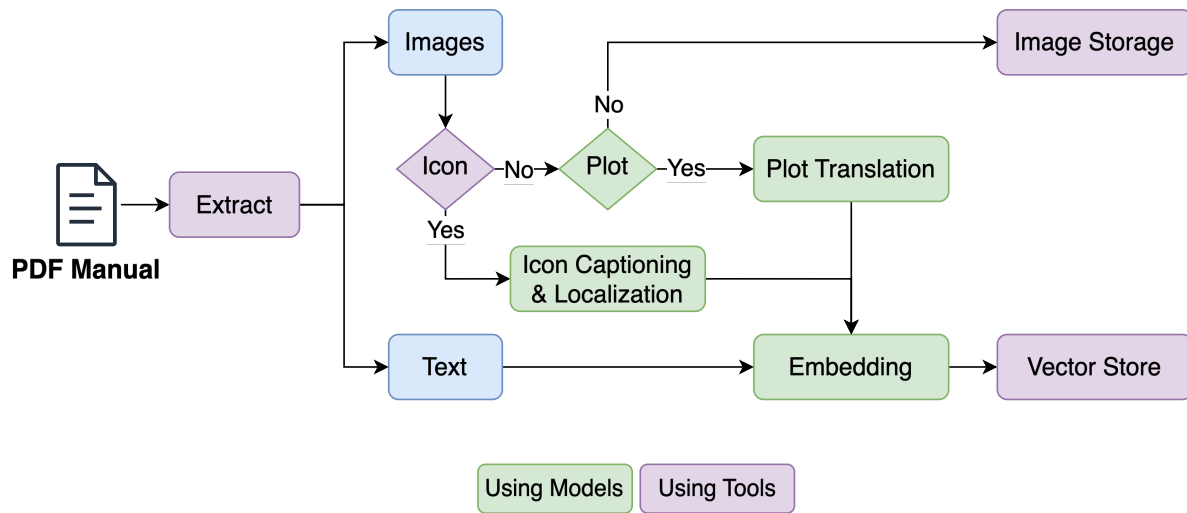 Images
Image Storage
No
Icon
No
Plot
Yes
Plot Translation
Extract
Yes
PDF Manual
Icon Captioning
& Localization
Text
Embedding
Vector Store
Using Models
Using Tools